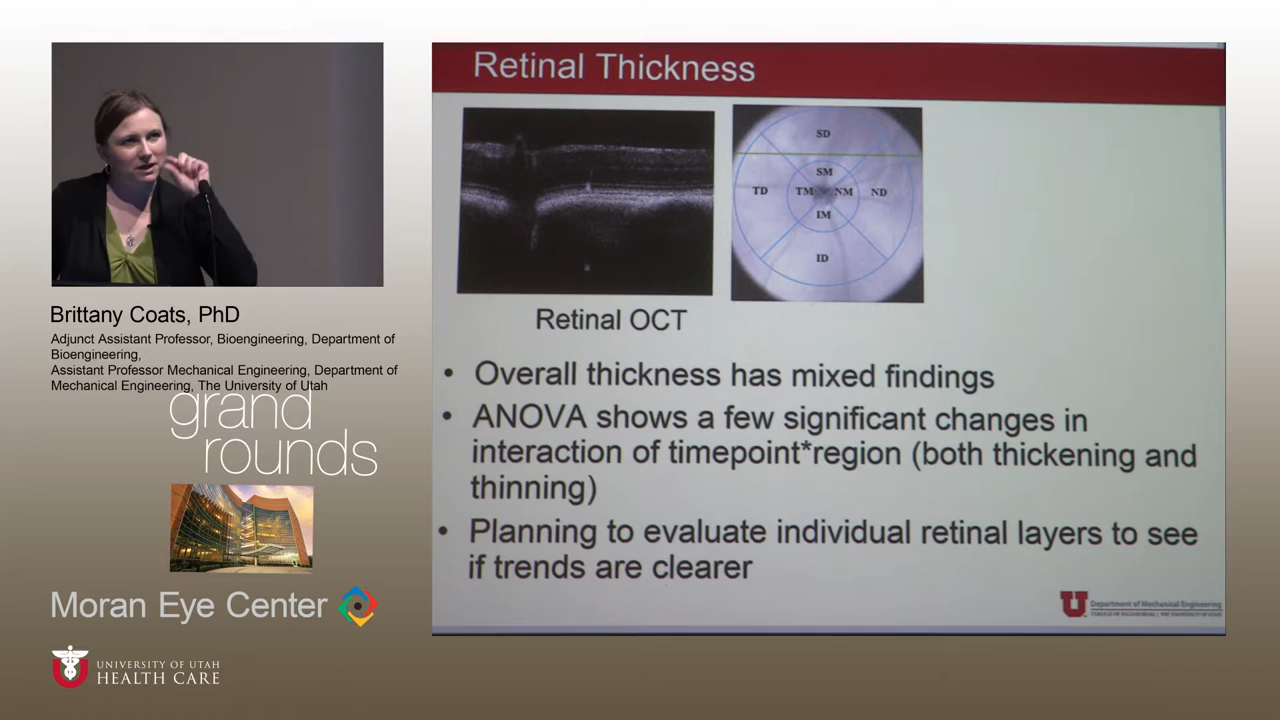 Retinal Thickness
SD
SM
TD
TM
NM
ND
IM
ID
Retinal OCT
• Overall thickness has mixed findings
• ANOVA shows a few significant changes in
interaction of timepoint*region (both thickening and
thinning)
• Planning to evaluate individual retinal layers to see
if trends are clearer
U
Department of Mechanical Engineering
Brittany Coats, PhD
Adjunct Assistant Professor, Bioengineering, Department of
Bioengineering,
Assistant Professor Mechanical Engineering, Department of
Mechanical Engineering, The University of Utah
grand
rounds
Moran Eye Center
UNIVERSITY OF UTAH
HEALTH CARE